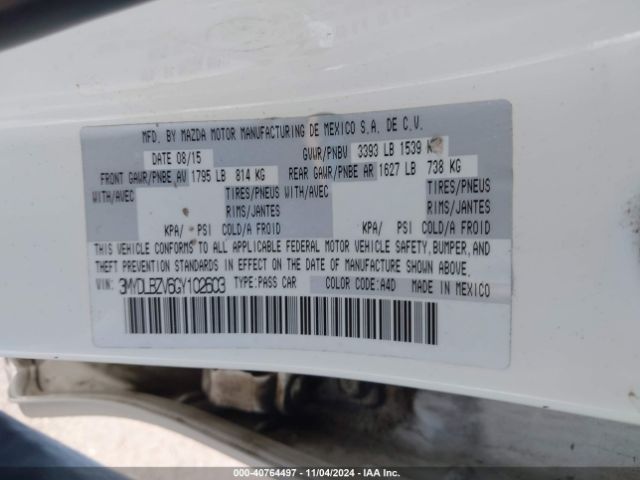 MFD. BY MAZDA MOTOR MANUFACTURING DE MEXICO S.A. DE C.V.
DATE 08/15 GVWR/PNBV 3393 LB 1539 K
FRONT GAWR/PNBE AV 1795 LB 814 KG REAR GAWR/PNBE AR 1627 LB 738 KG
WITH/AVEC TIRES/PNEUS WITH/AVEC TIRES/PNEUS
RIMS/JANTES RIMS/JANTES
KPA/ PSI COLD/A FROID KPA/ PSI COLD/A FROID
THIS VEHICLE CONFORMS TO ALL APPLICABLE FEDERAL MOTOR VEHICLE SAFETY, BUMPER, AND
THEFT PREVENTION STANDARDS IN EFFECT ON THE DATE OF MANUFACTURE SHOWN ABOVE.
VIN: 3MYDLBZV6GY102603 TYPE: PASS CAR COLOR CODE: A4D MADE IN MEXICO
000-40764497 - 11/04/2024 - IAA Inc.